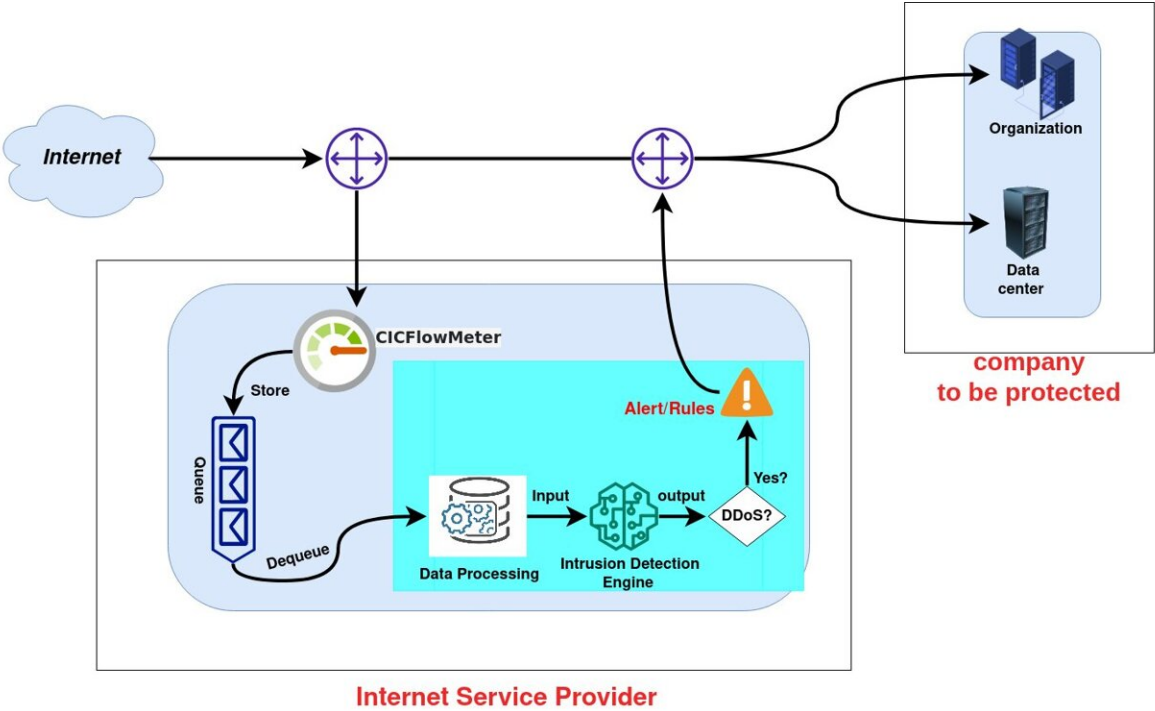 Internet
Organization
Data
center
company
to be protected
CICFlowMeter
Store
Queue
Dequeue
Alert/Rules
Yes?
Input
output
DDoS?
Data Processing
Intrusion Detection
Engine
Internet Service Provider